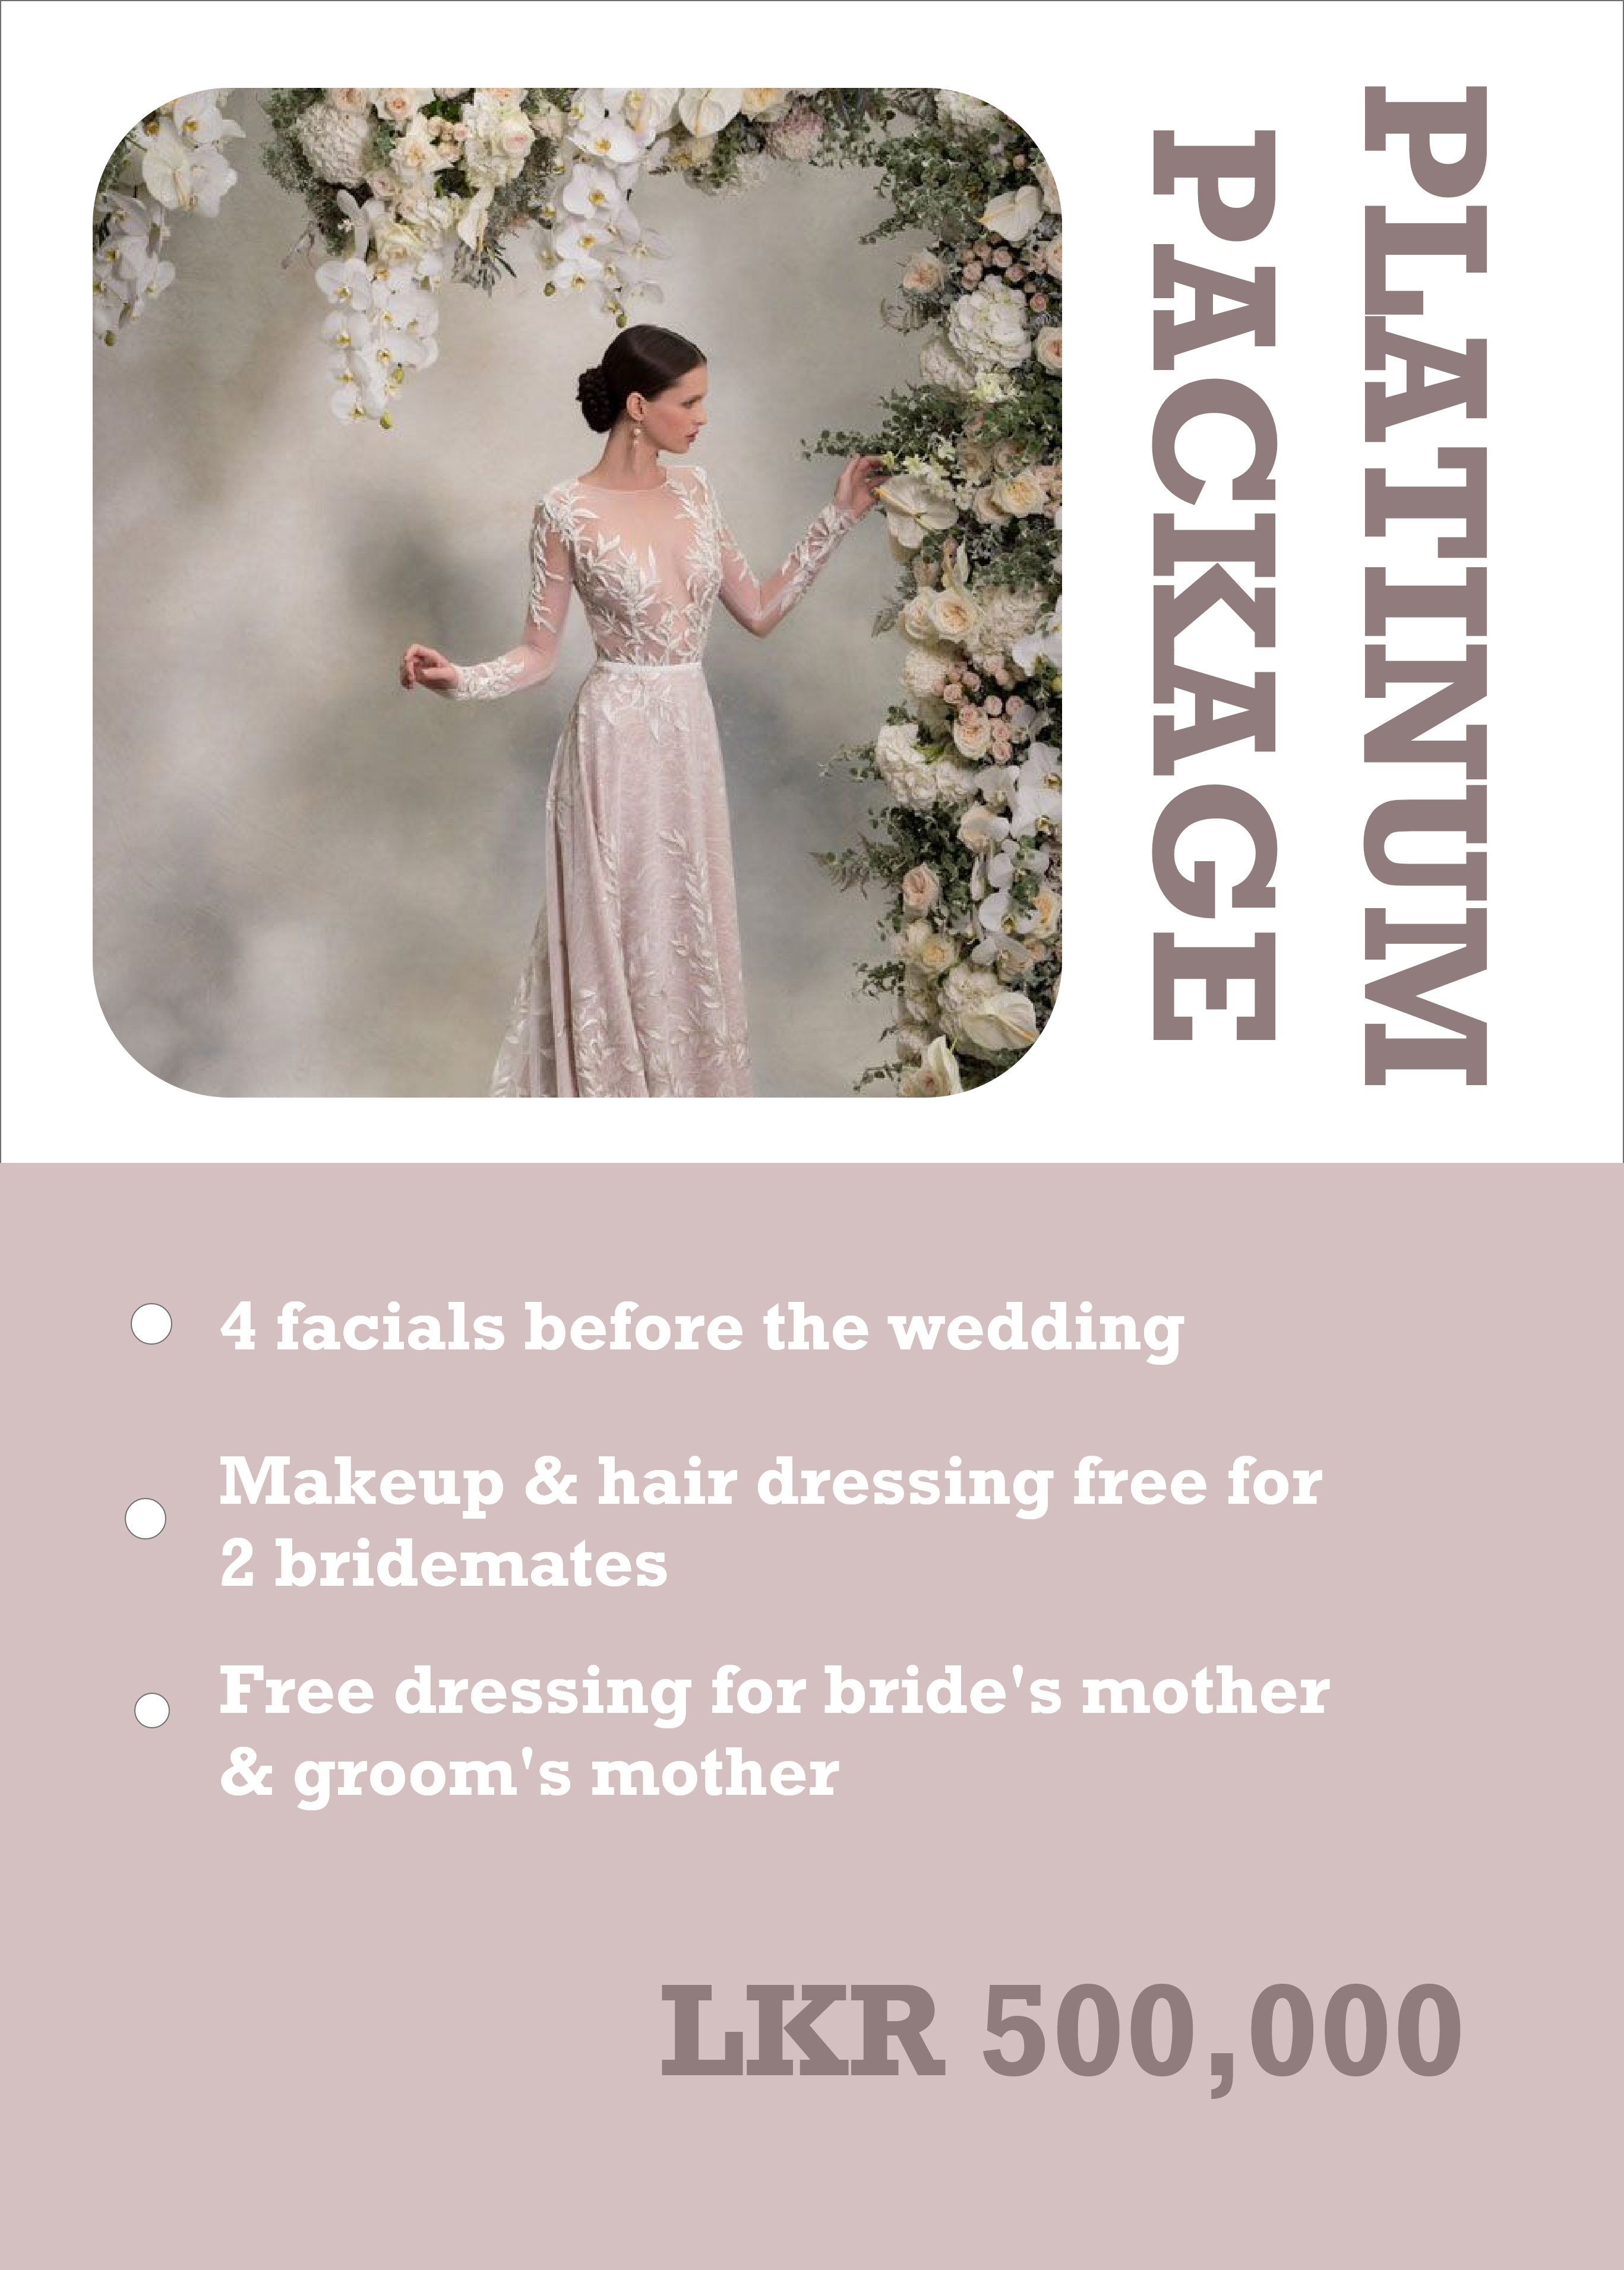 PLATINUM
PACKAGE
4 facials before the wedding
Makeup & hair dressing free for
2 bridemates
Free dressing for bride's mother
& groom's mother
LKR 500,000